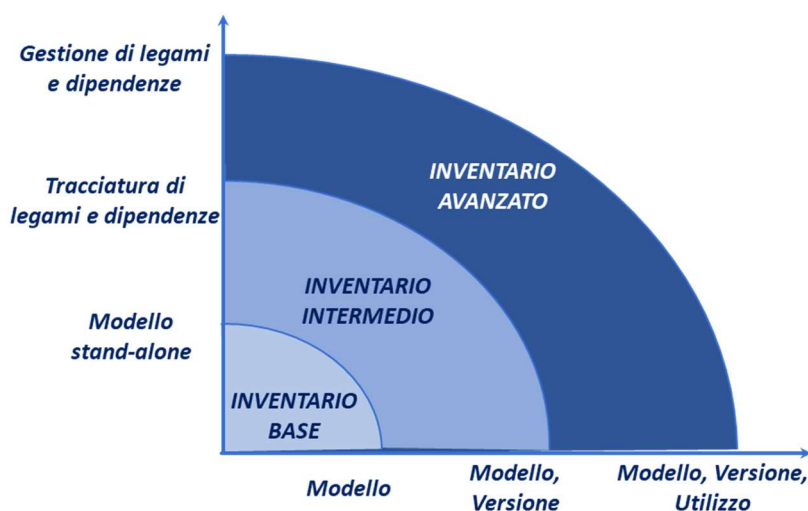 Gestione di legami
e dipendenze
INVENTARIO
AVANZATO
Tracciatura di
legami e dipendenze
INVENTARIO
INTERMEDIO
Modello
stand-alone
INVENTARIO
BASE
Modello
Modello,
Versione
Modello, Versione,
Utilizzo